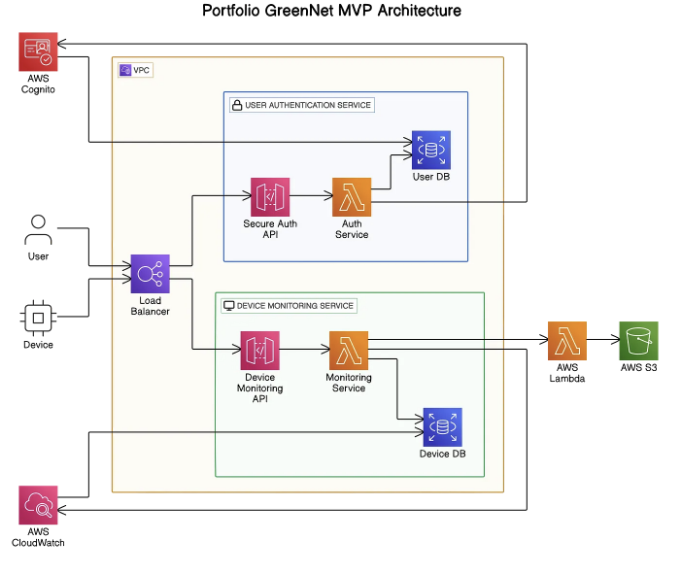 Portfolio GreenNet MVP Architecture
AWS
Cognito
VPC
USER AUTHENTICATION SERVICE
User DB
Secure Auth
API
Auth
Service
User
Load
Balancer
Device
DEVICE MONITORING SERVICE
Device
Monitoring
API
Monitoring
Service
AWS
Lambda
AWS S3
Device DB
AWS
CloudWatch